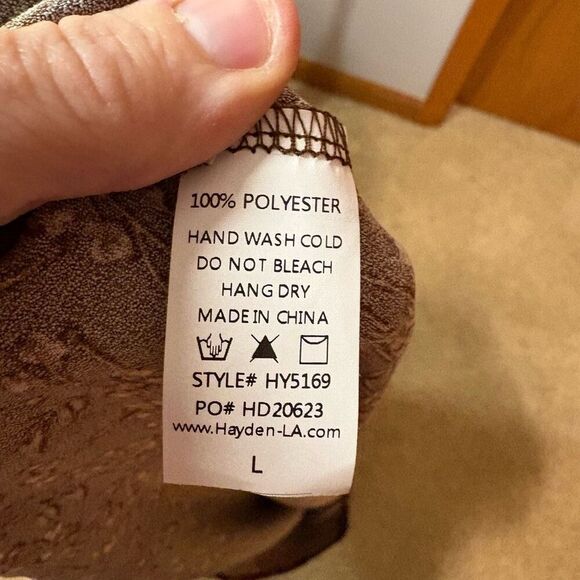 100% POLYESTER
HAND WASH COLD
DO NOT BLEACH
HANG DRY
MADE IN CHINA
STYLE# HY5169
PO# HD20623
www.Hayden-LA.com
L